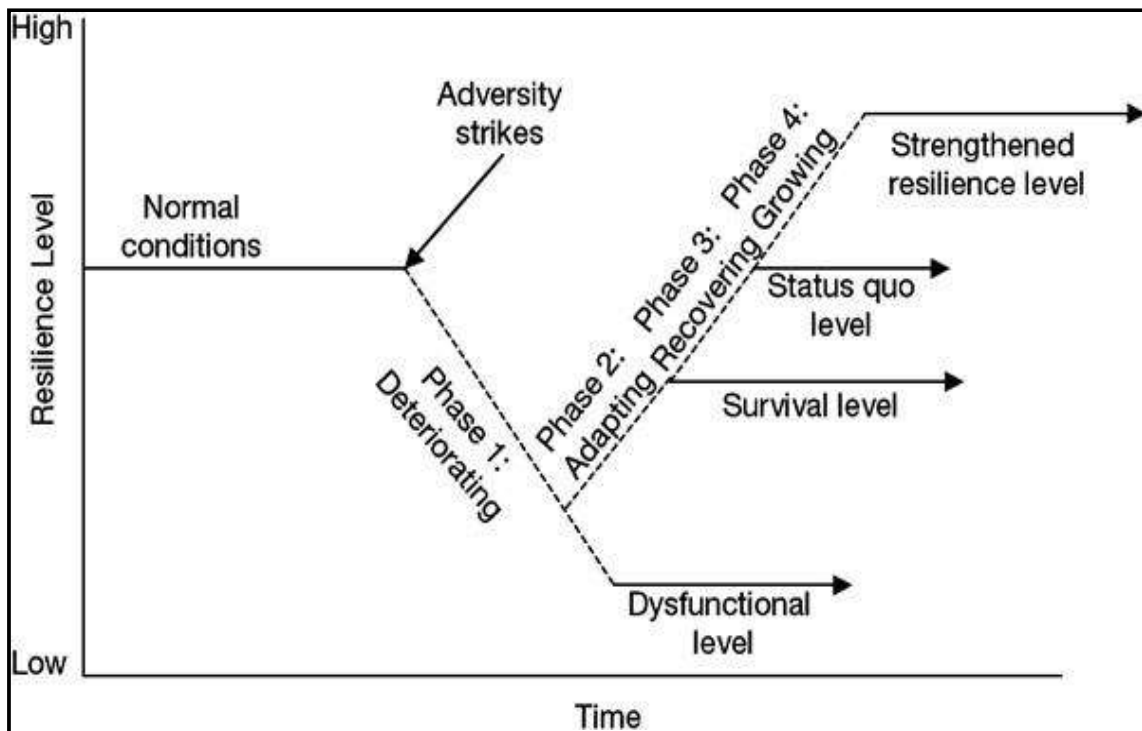 High
Adversity
strikes
Normal
conditions
Resilience Level
Phase 1:
Deteriorating
Phase 2: Phase 3: Phase 4:
Adapting Recovering Growing
Strengthened
resilience level
Status quo
level
Survival level
Dysfunctional
level
Low
Time